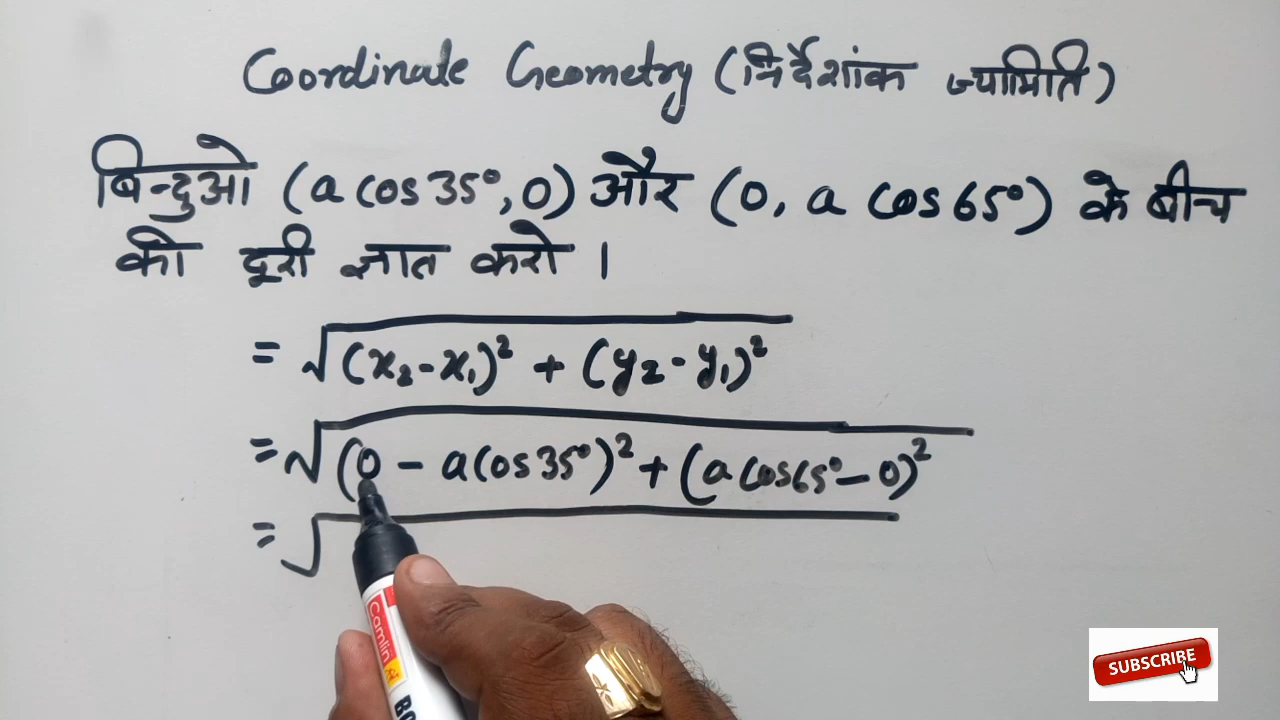 Coordinate Geometry (निर्देशांक ज्यामिति)
बिन्दुओ (a cos 35°, 0) और (0, a cos 65°) के बीच
की दूरी ज्ञात करो ।
= √(x₂-x₁)² + (y₂-y₁)²
= √(0 - a cos 35°)² + (a cos 65° - 0)²
= √
Camlin
SUBSCRIBE